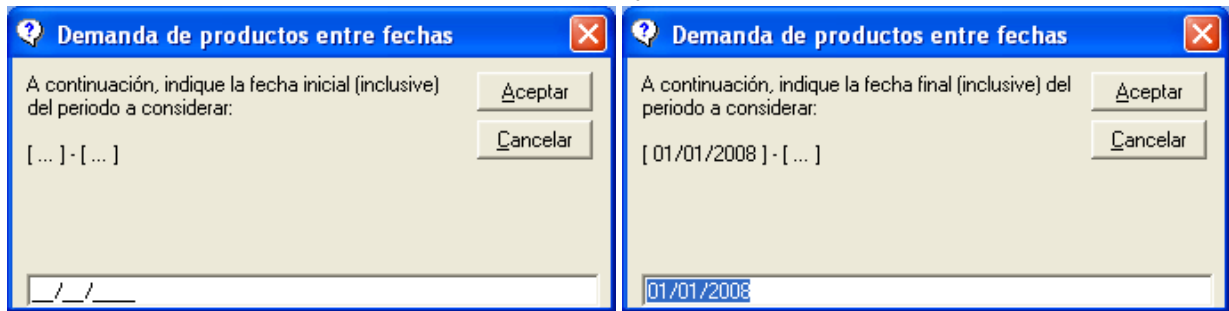 Demanda de productos entre fechas
A continuación, indique la fecha inicial (inclusive)
del periodo a considerar:
Aceptar
Cancelar
[ ... ] - [ ... ]
__/__/____
Demanda de productos entre fechas
A continuación, indique la fecha final (inclusive) del
periodo a considerar:
Aceptar
Cancelar
[ 01/01/2008 ] - [ ... ]
01/01/2008